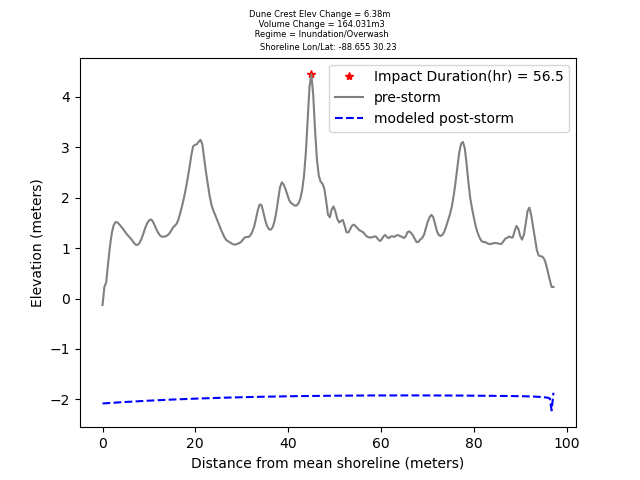 Dune Crest Elev Change = 6.38m
Volume Change = 164.031m3
Regime = Inundation/Overwash
Shoreline Lon/Lat: -88.655 30.23
Impact Duration(hr) = 56.5
pre-storm
modeled post-storm
4
3
2
1
0
−1
−2
Elevation (meters)
0 20 40 60 80 100
Distance from mean shoreline (meters)